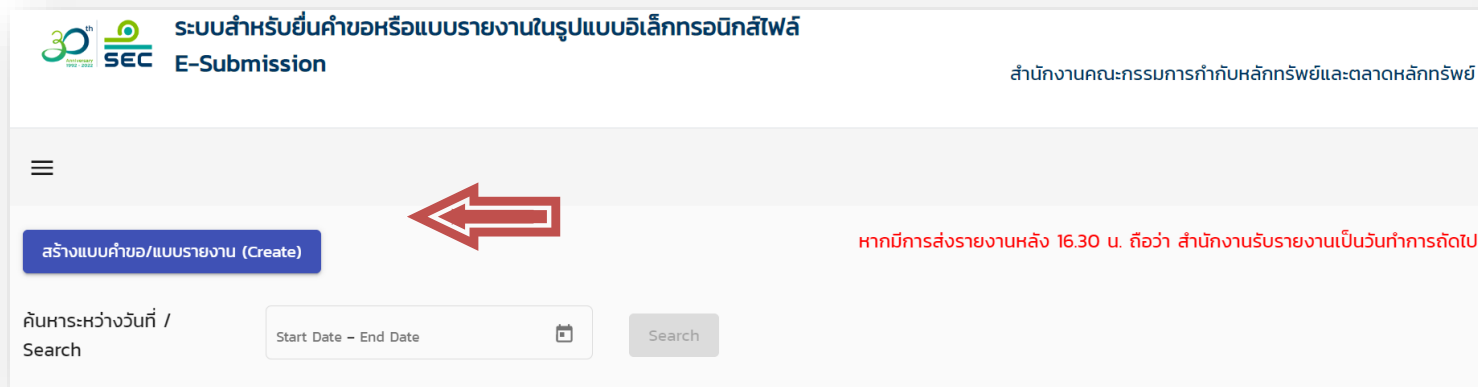 ระบบสำหรับยื่นคำขอหรือแบบรายงานในรูปแบบอิเล็กทรอนิกส์ไฟล์
30th
SEC
E-Submission
สำนักงานคณะกรรมการกำกับหลักทรัพย์และตลาดหลักทรัพย์
สร้างแบบคำขอ/แบบรายงาน (Create)
หากมีการส่งรายงานหลัง 16.30 น. ถือว่า สำนักงานรับรายงานเป็นวันทำการถัดไป
ค้นหาระหว่างวันที่ /
Search
Start Date – End Date
Search